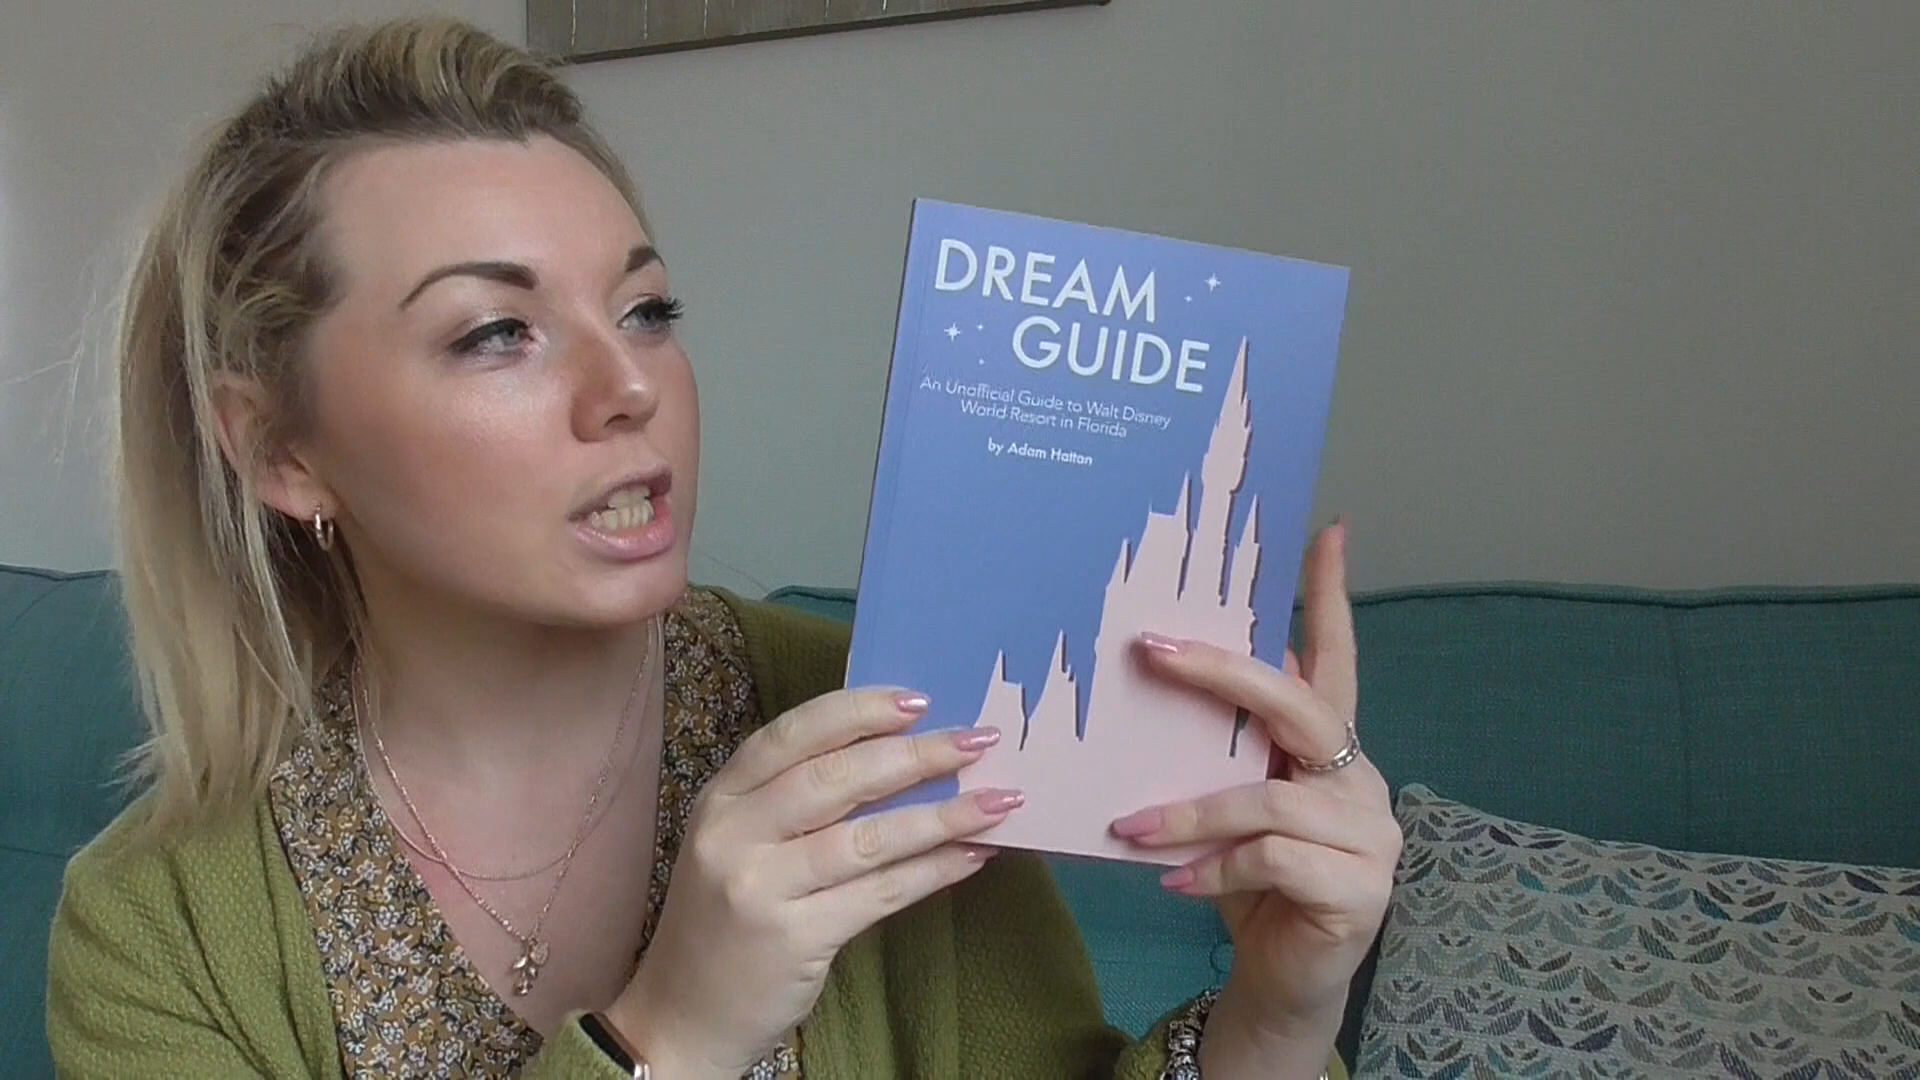 DREAM
GUIDE
An Unofficial Guide to Walt Disney
World Resort in Florida
by Adam Hattan